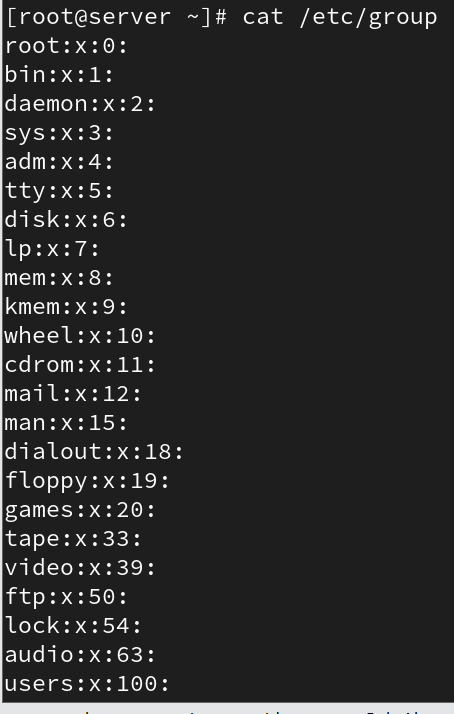 [root@server ~]# cat /etc/group
root:x:0:
bin:x:1:
daemon:x:2:
sys:x:3:
adm:x:4:
tty:x:5:
disk:x:6:
lp:x:7:
mem:x:8:
kmem:x:9:
wheel:x:10:
cdrom:x:11:
mail:x:12:
man:x:15:
dialout:x:18:
floppy:x:19:
games:x:20:
tape:x:33:
video:x:39:
ftp:x:50:
lock:x:54:
audio:x:63:
users:x:100: